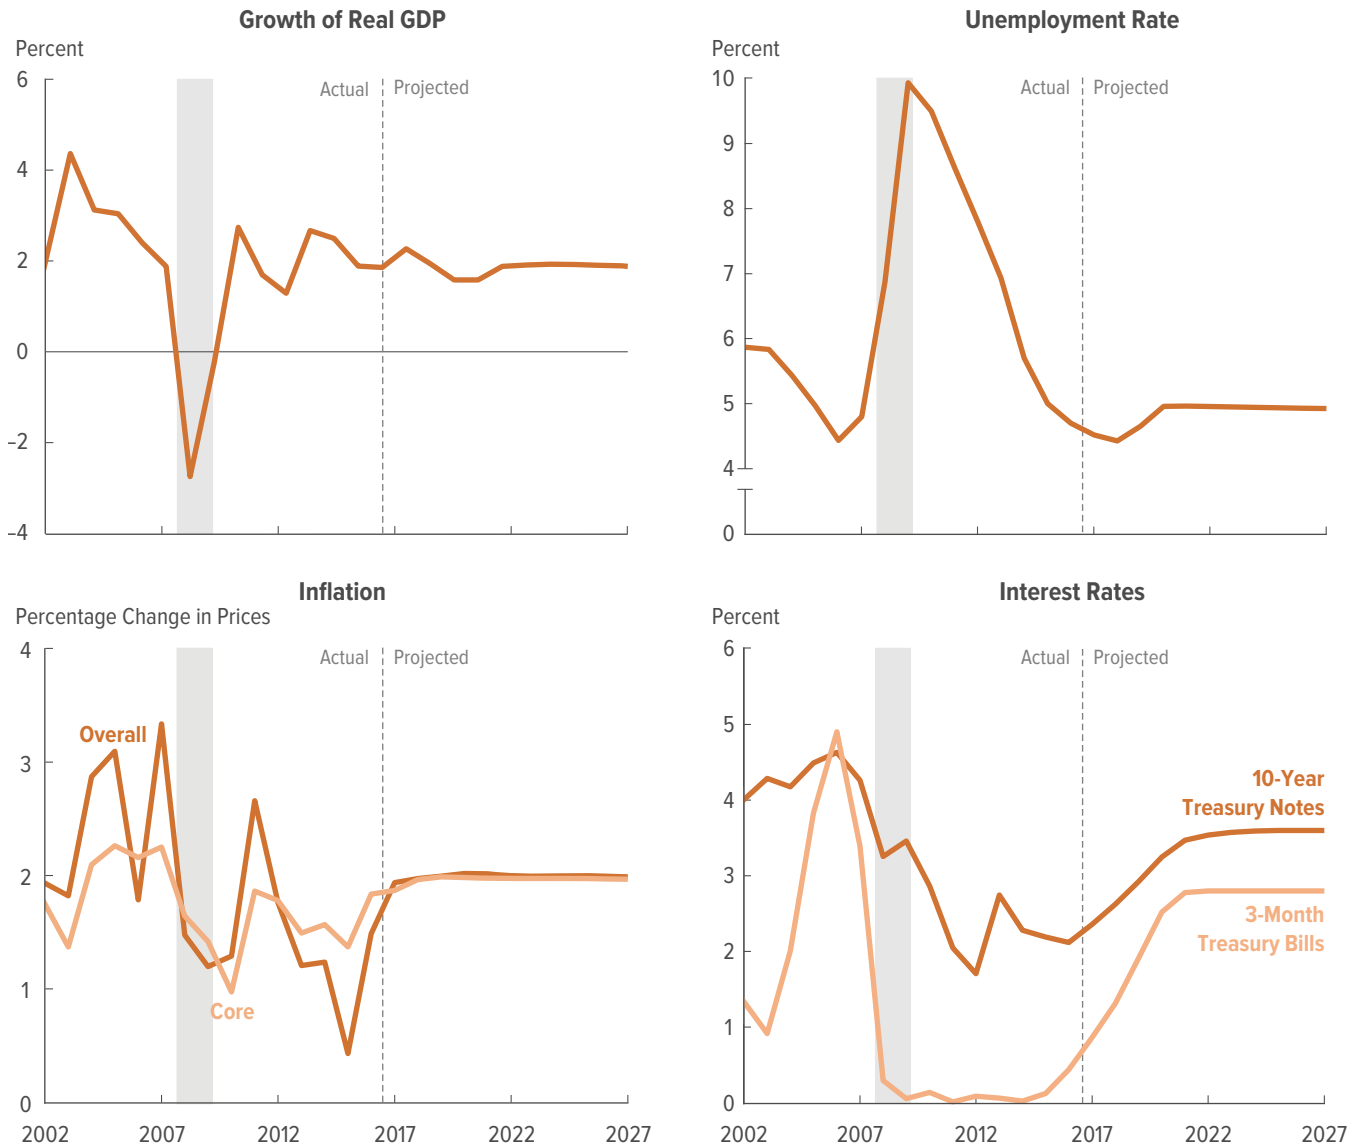 Growth of Real GDP
Percent
6
4
2
0
–2
–4
Actual
Projected
Unemployment Rate
Percent
10
9
8
7
6
5
4
0
Actual
Projected
Inflation
Percentage Change in Prices
4
3
2
1
0
Actual
Projected
Overall
Core
2002 2007 2012 2017 2022 2027
Interest Rates
Percent
6
5
4
3
2
1
0
Actual
Projected
10-Year
Treasury Notes
3-Month
Treasury Bills
2002 2007 2012 2017 2022 2027